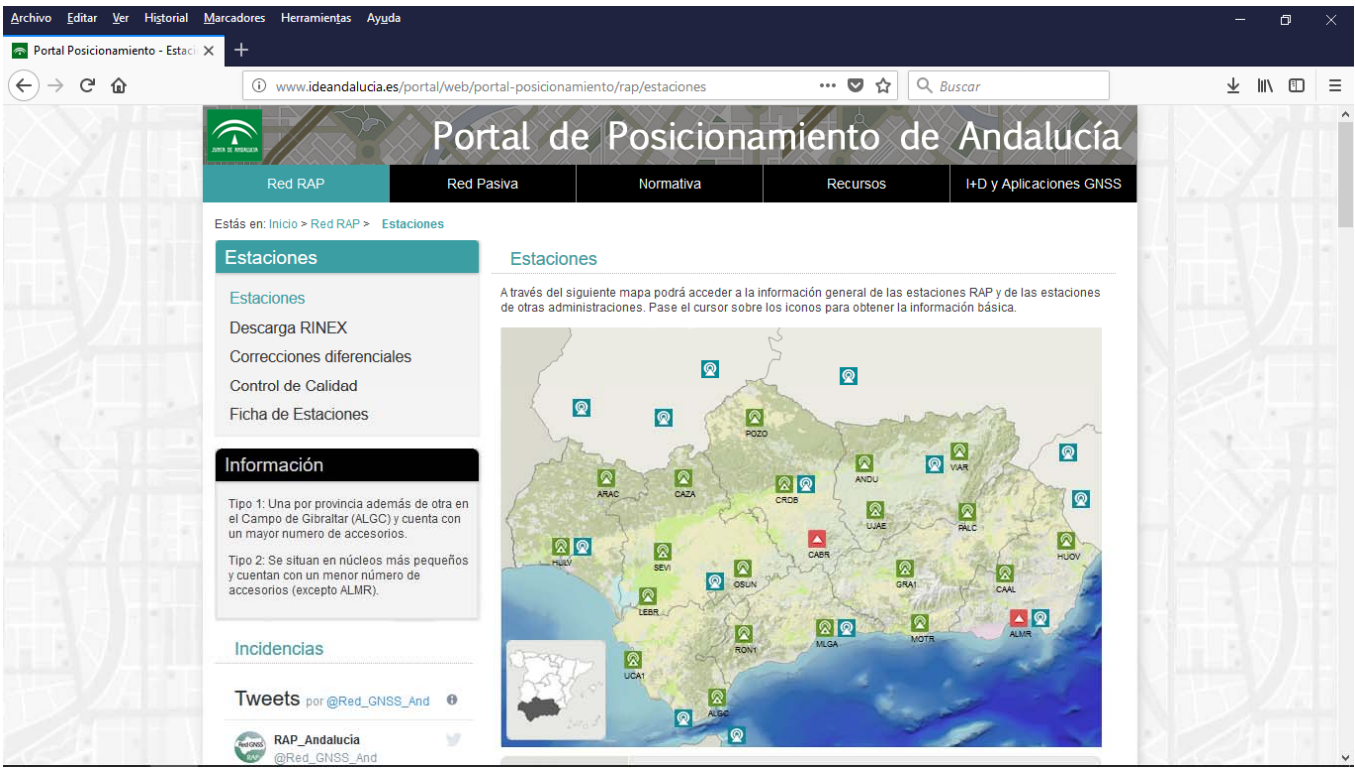 Archivo Editar Ver Historial Marcadores Herramientas Ayuda
Portal Posicionamiento - Estaci
www.ideandalucia.es/portal/web/portal-posicionamiento/rap/estaciones
Buscar
JUNTA DE ANDALUCIA
Portal de Posicionamiento de Andalucía
Red RAP
Red Pasiva
Normativa
Recursos
I+D y Aplicaciones GNSS
Estás en: Inicio > Red RAP > Estaciones
Estaciones
Estaciones
Descarga RINEX
Correcciones diferenciales
Control de Calidad
Ficha de Estaciones
Información
Tipo 1: Una por provincia además de otra en
el Campo de Gibraltar (ALGC) y cuenta con
un mayor numero de accesorios.
Tipo 2: Se situan en núcleos más pequeños
y cuentan con un menor número de
accesorios (excepto ALMR).
Incidencias
Tweets por @Red_GNSS_And
Red GNSS
RAP
RAP_Andalucía
@Red_GNSS_And
Estaciones
A través del siguiente mapa podrá acceder a la información general de las estaciones RAP y de las estaciones
de otras administraciones. Pase el cursor sobre los iconos para obtener la información básica.
POZO
VIAR
ANDU
ARAC
CAZA
CRDB
UJAE
PALC
CABR
HUOV
HULV
SEVI
OSUN
GRA1
CAAL
LEBR
ALMR
MOTR
MLGA
RON1
UCA1
ALGC